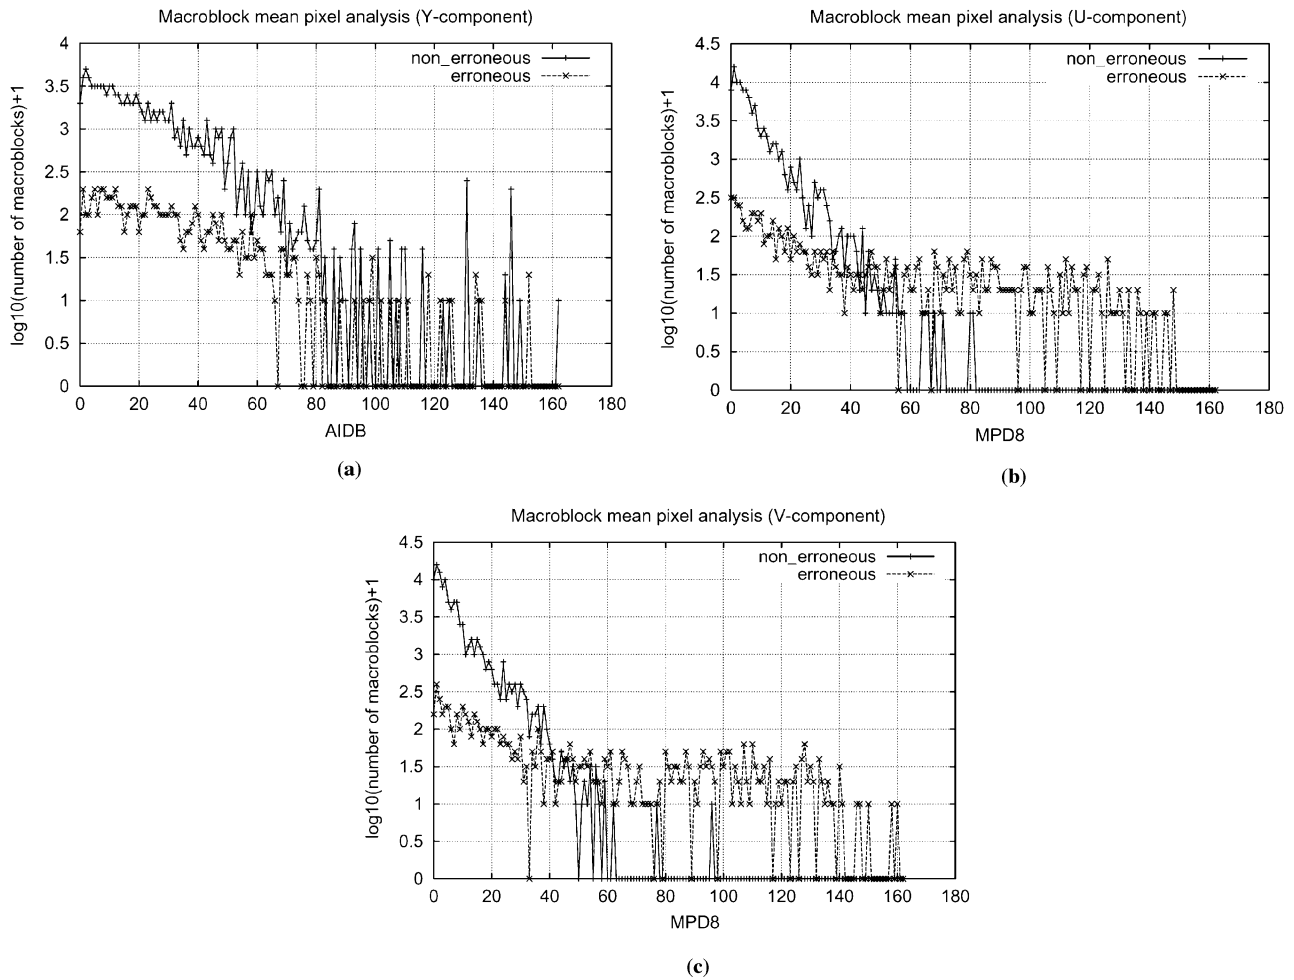 Macroblock mean pixel analysis (Y-component)
log10(number of macroblocks)+1
4
3.5
3
2.5
2
1.5
1
0.5
0
non_erroneous
erroneous
0 20 40 60 80 100 120 140 160 180
AIDB
(a)
Macroblock mean pixel analysis (U-component)
log10(number of macroblocks)+1
4.5
4
3.5
3
2.5
2
1.5
1
0.5
0
non_erroneous
erroneous
0 20 40 60 80 100 120 140 160 180
MPD8
(b)
Macroblock mean pixel analysis (V-component)
log10(number of macroblocks)+1
4.5
4
3.5
3
2.5
2
1.5
1
0.5
0
non_erroneous
erroneous
0 20 40 60 80 100 120 140 160 180
MPD8
(c)